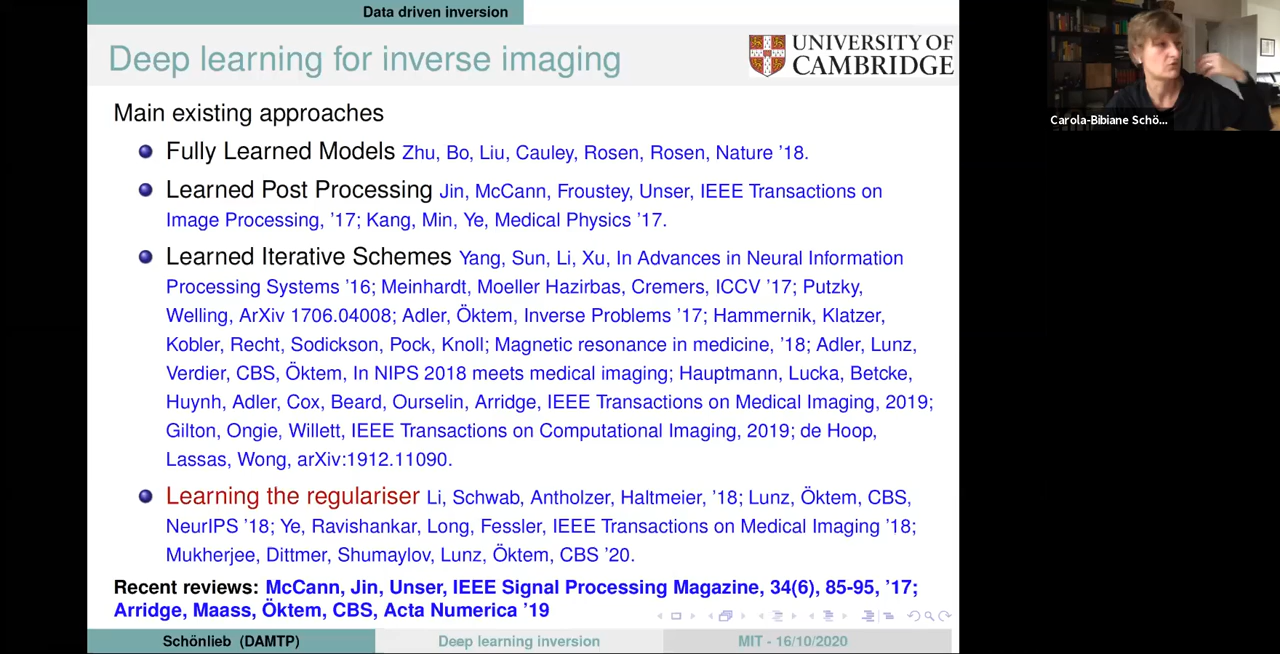 Data driven inversion
Deep learning for inverse imaging
UNIVERSITY OF
CAMBRIDGE
Carola-Bibiane Schö...
Main existing approaches
Fully Learned Models Zhu, Bo, Liu, Cauley, Rosen, Rosen, Nature '18.
Learned Post Processing Jin, McCann, Froustey, Unser, IEEE Transactions on
Image Processing, '17; Kang, Min, Ye, Medical Physics '17.
Learned Iterative Schemes Yang, Sun, Li, Xu, In Advances in Neural Information
Processing Systems '16; Meinhardt, Moeller Hazirbas, Cremers, ICCV '17; Putzky,
Welling, ArXiv 1706.04008; Adler, Öktem, Inverse Problems '17; Hammernik, Klatzer,
Kobler, Recht, Sodickson, Pock, Knoll; Magnetic resonance in medicine, '18; Adler, Lunz,
Verdier, CBS, Öktem, In NIPS 2018 meets medical imaging; Hauptmann, Lucka, Betcke,
Huynh, Adler, Cox, Beard, Ourselin, Arridge, IEEE Transactions on Medical Imaging, 2019;
Gilton, Ongie, Willett, IEEE Transactions on Computational Imaging, 2019; de Hoop,
Lassas, Wong, arXiv:1912.11090.
Learning the regulariser Li, Schwab, Antholzer, Haltmeier, '18; Lunz, Öktem, CBS,
NeurIPS '18; Ye, Ravishankar, Long, Fessler, IEEE Transactions on Medical Imaging '18;
Mukherjee, Dittmer, Shumaylov, Lunz, Öktem, CBS '20.
Recent reviews: McCann, Jin, Unser, IEEE Signal Processing Magazine, 34(6), 85-95, '17;
Arridge, Maass, Öktem, CBS, Acta Numerica '19
Schönlieb (DAMTP)
Deep learning inversion
MIT - 16/10/2020